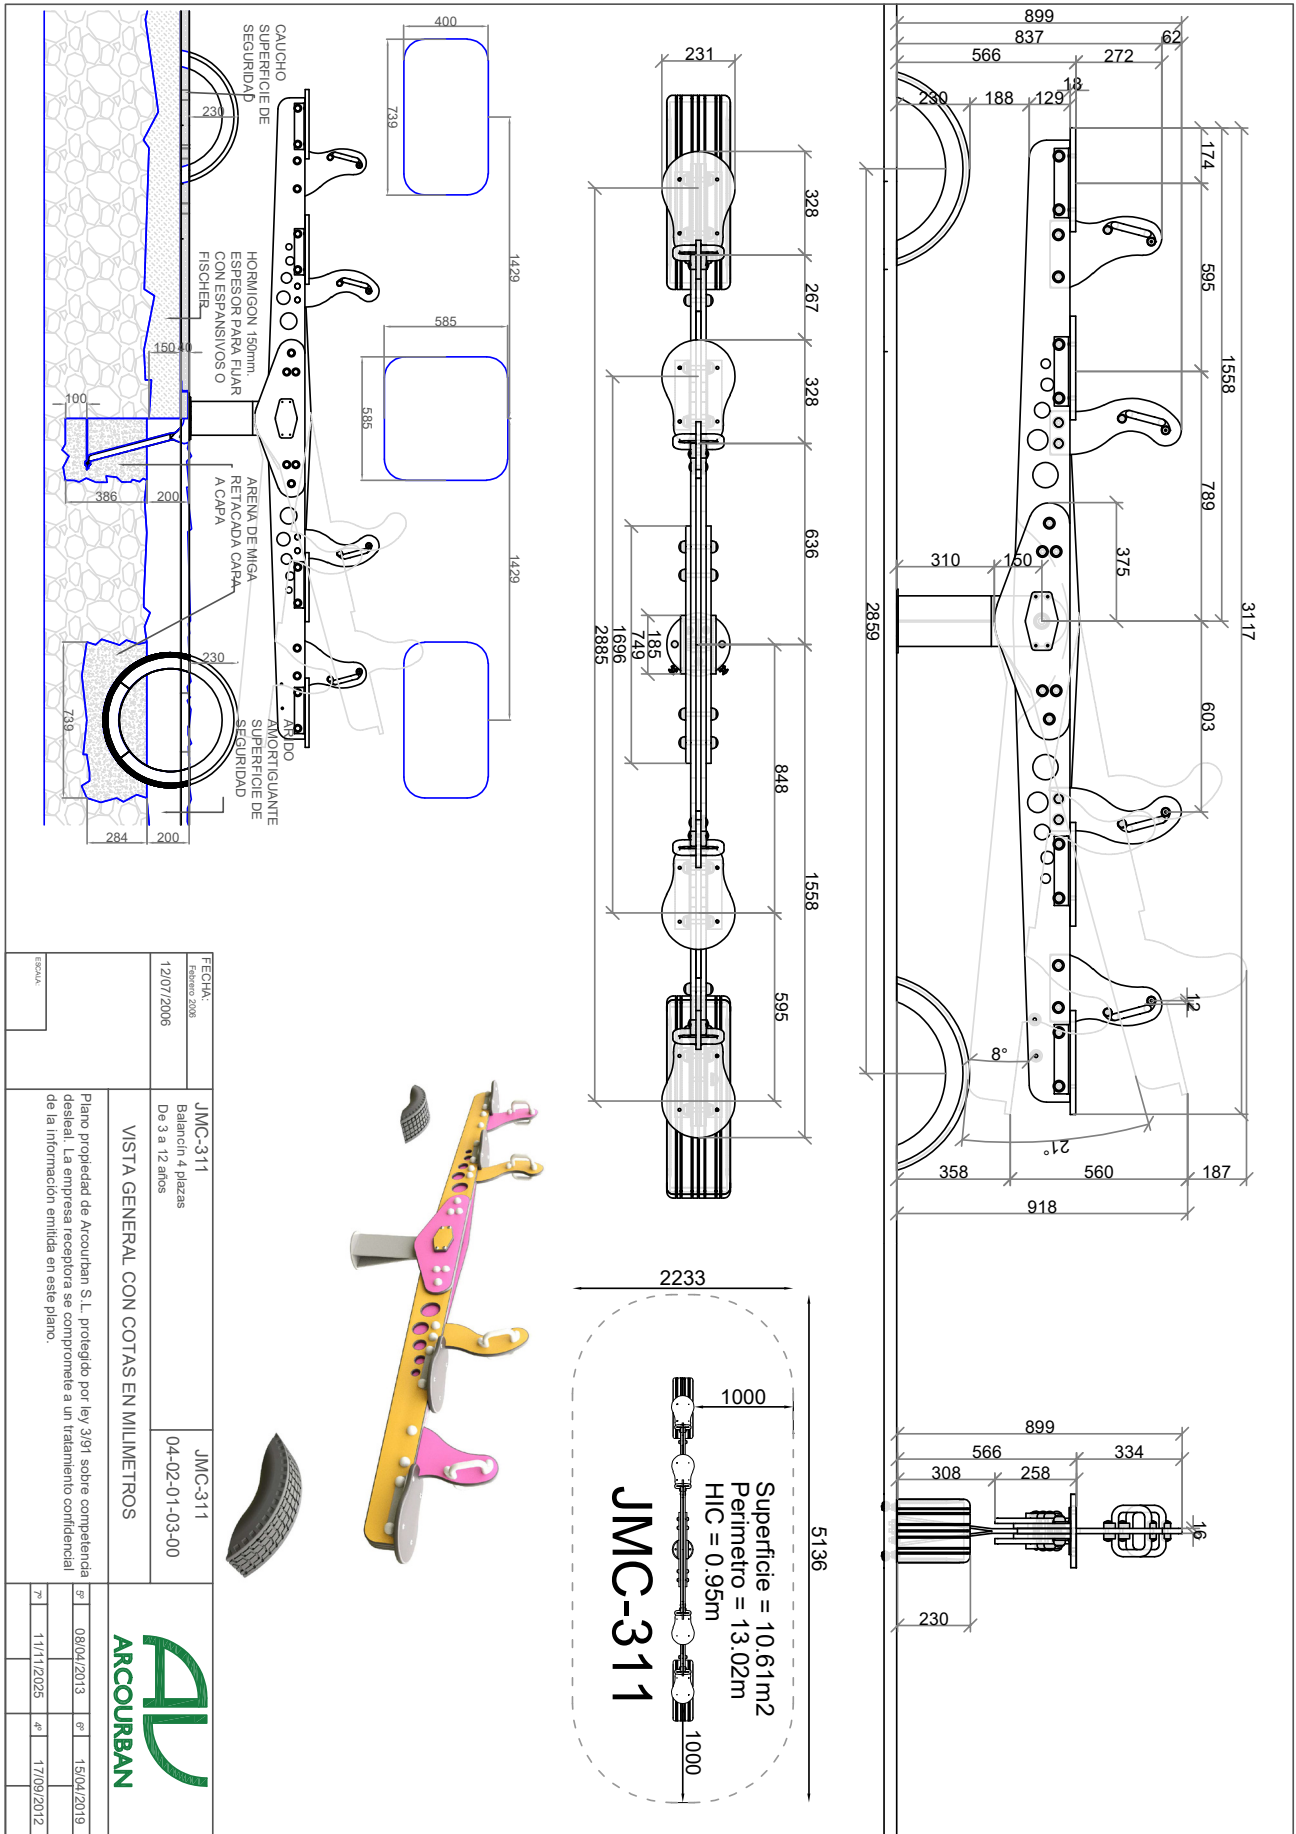 899
837
62
566
272
18
230
188
129
174
595
1558
789
375
310
150
3117
2859
603
12
8°
21°
358
560
187
918
899
566
334
308
258
16
230
231
328
267
328
636
185
749
1696
2885
848
1558
595
2233
5136
1000
1000
Superficie = 10.61m2
Perimetro = 13.02m
HIC = 0.95m
JMC-311
400
739
1429
585
585
1429
CAUCHO
SUPERFICIE DE
SEGURIDAD
230
HORMIGON 150mm.
ESPESOR PARA FIJAR
CON ESPANSIVOS O
FISCHER
150
40
100
386
200
ARENA DE MIGA
RETACADA CAPA
A CAPA
230
739
ARIDO
AMORTIGUANTE
SUPERFICIE DE
SEGURIDAD
284
200
FECHA:
Febrero 2006
12/07/2006
ESCALA:
JMC-311
Balancín 4 plazas
De 3 a 12 años
JMC-311
04-02-01-03-00
VISTA GENERAL CON COTAS EN MILIMETROS
Plano propiedad de Arcourban S.L. protegido por ley 3/91 sobre competencia
desleal. La empresa receptora se compromete a un tratamiento confidencial
de la información emitida en este plano.
ARCOURBAN
5º 08/04/2013 6º 15/04/2019
7º 11/11/2025 4º 17/09/2012